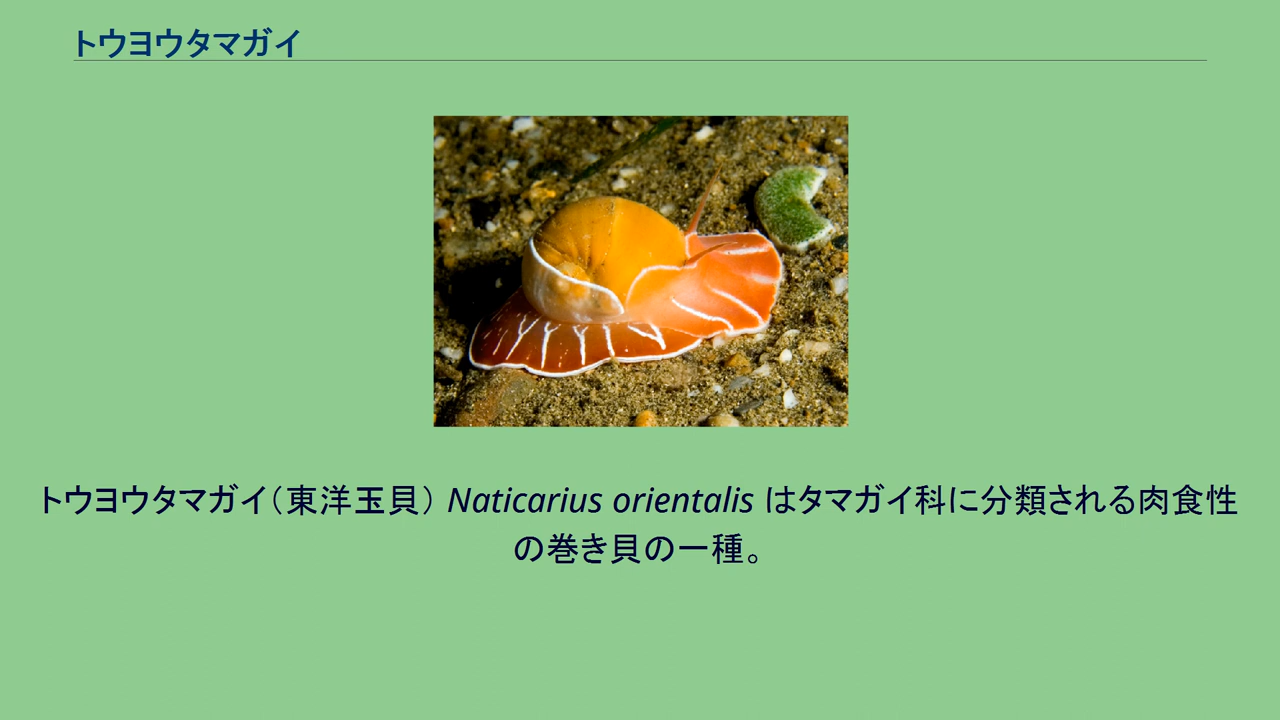 トウヨウタマガイ
トウヨウタマガイ（東洋玉貝） Naticarius orientalis はタマガイ科に分類される肉食性
の巻き貝の一種。